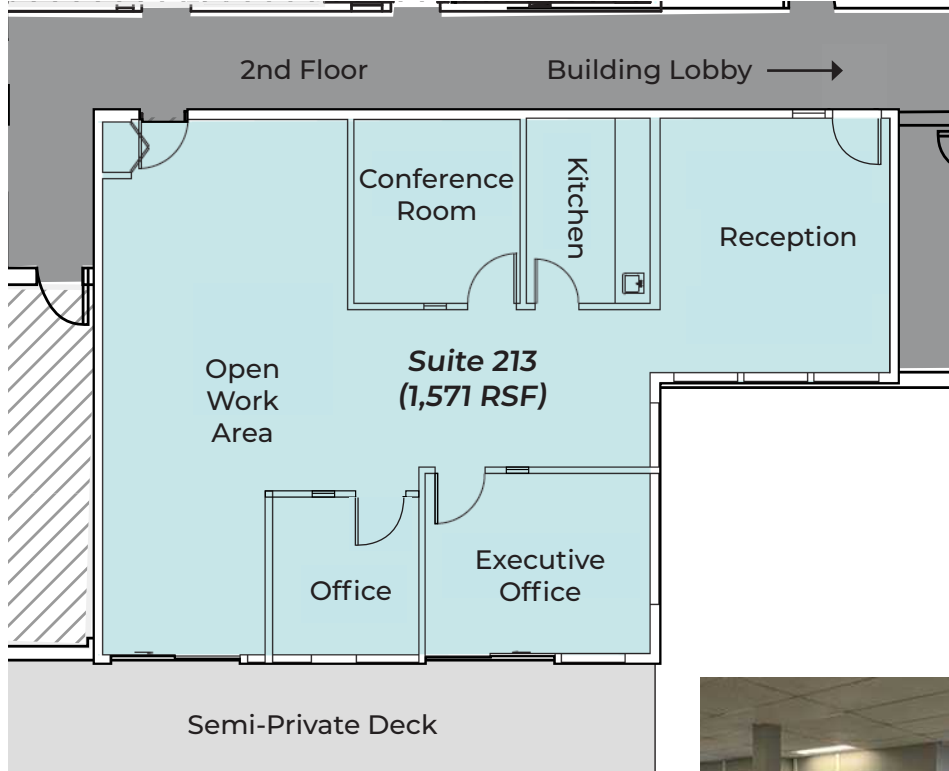 2nd Floor
Building Lobby
Conference
Room
Kitchen
Reception
Suite 213
(1,571 RSF)
Open
Work
Area
Executive
Office
Office
Semi-Private Deck